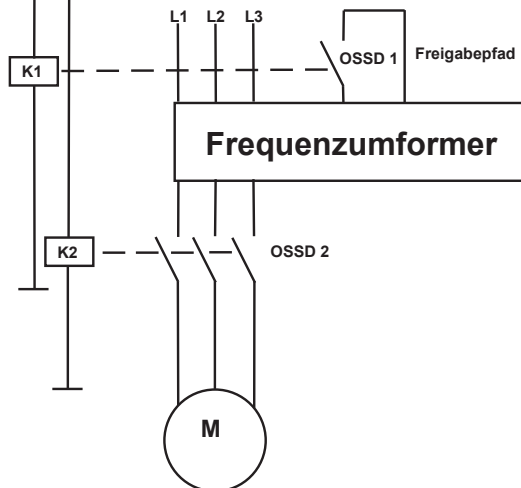 L1 L2 L3
OSSD 1 Freigabepfad
K1
Frequenzumformer
K2
OSSD 2
M